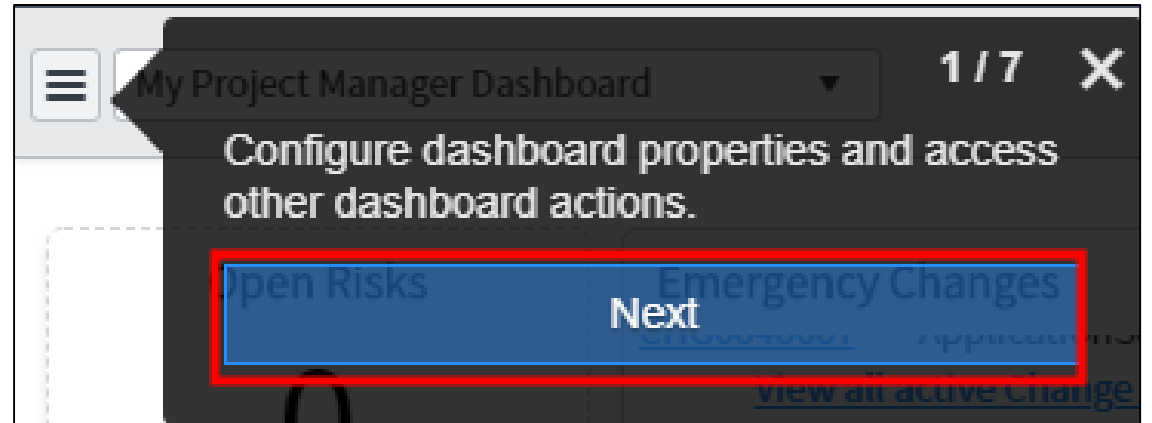 My Project Manager Dashboard ▼
1 / 7 ✕
Configure dashboard properties and access
other dashboard actions.
Open Risks
Emergency Changes
Next
View all active Change
0